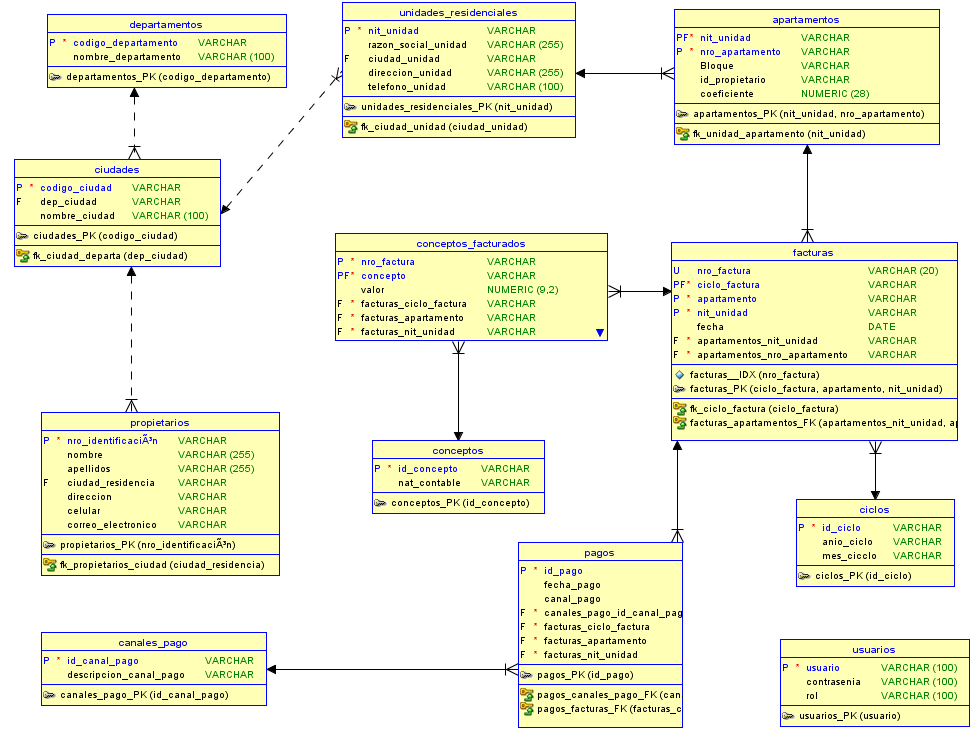 departamentos
P * codigo_departamento VARCHAR
nombre_departamento VARCHAR (100)
departamentos_PK (codigo_departamento)
unidades_residenciales
P * nit_unidad VARCHAR
razon_social_unidad VARCHAR (255)
F ciudad_unidad VARCHAR
direccion_unidad VARCHAR (255)
telefono_unidad VARCHAR (100)
unidades_residenciales_PK (nit_unidad)
fk_ciudad_unidad (ciudad_unidad)
apartamentos
PF* nit_unidad VARCHAR
P * nro_apartamento VARCHAR
Bloque VARCHAR
id_propietario VARCHAR
coeficiente NUMERIC (28)
apartamentos_PK (nit_unidad, nro_apartamento)
fk_unidad_apartamento (nit_unidad)
ciudades
P * codigo_ciudad VARCHAR
F dep_ciudad VARCHAR
nombre_ciudad VARCHAR (100)
ciudades_PK (codigo_ciudad)
fk_ciudad_departa (dep_ciudad)
conceptos_facturados
P * nro_factura VARCHAR
PF* concepto VARCHAR
valor NUMERIC (9,2)
F * facturas_ciclo_factura VARCHAR
F * facturas_apartamento VARCHAR
F * facturas_nit_unidad VARCHAR
facturas
U nro_factura VARCHAR (20)
PF* ciclo_factura VARCHAR
P * apartamento VARCHAR
P * nit_unidad VARCHAR
fecha DATE
F * apartamentos_nit_unidad VARCHAR
F * apartamentos_nro_apartamento VARCHAR
facturas__IDX (nro_factura)
facturas_PK (ciclo_factura, apartamento, nit_unidad)
fk_ciclo_factura (ciclo_factura)
facturas_apartamentos_FK (apartamentos_nit_unidad, a
propietarios
P * nro_identificaciÃ³n VARCHAR
nombre VARCHAR (255)
apellidos VARCHAR (255)
F ciudad_residencia VARCHAR
direccion VARCHAR
celular VARCHAR
correo_electronico VARCHAR
propietarios_PK (nro_identificaciÃ³n)
fk_propietarios_ciudad (ciudad_residencia)
conceptos
P * id_concepto VARCHAR
nat_contable VARCHAR
conceptos_PK (id_concepto)
ciclos
P * id_ciclo VARCHAR
anio_ciclo VARCHAR
mes_cicclo VARCHAR
ciclos_PK (id_ciclo)
pagos
P * id_pago
fecha_pago
canal_pago
F * canales_pago_id_canal_pag
F * facturas_ciclo_factura
F * facturas_apartamento
F * facturas_nit_unidad
pagos_PK (id_pago)
pagos_canales_pago_FK (can
pagos_facturas_FK (facturas_c
canales_pago
P * id_canal_pago VARCHAR
descripcion_canal_pago VARCHAR
canales_pago_PK (id_canal_pago)
usuarios
P * usuario VARCHAR (100)
contrasenia VARCHAR (100)
rol VARCHAR (100)
usuarios_PK (usuario)